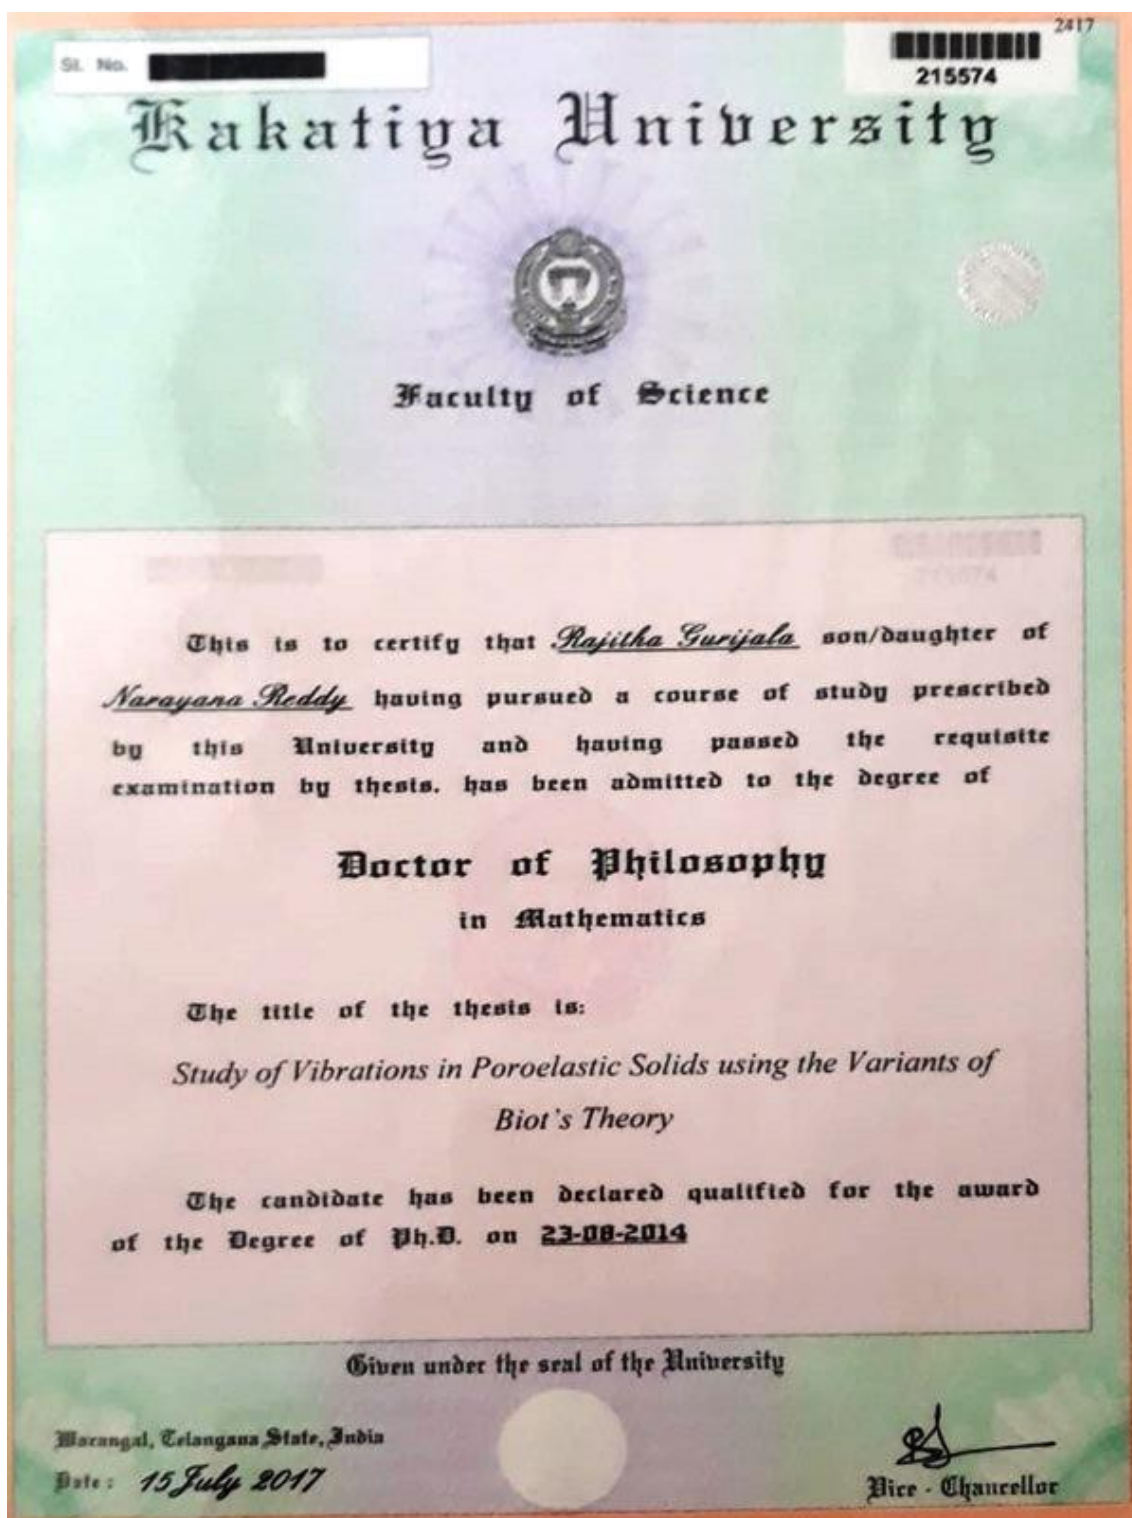 2417
Sl. No.
215574
Kakatiya University
Faculty of Science
This is to certify that Rajitha Gurijala son/daughter of
Narayana Reddy having pursued a course of study prescribed
by this University and having passed the requisite
examination by thesis. has been admitted to the degree of
Doctor of Philosophy
in Mathematics
The title of the thesis is:
Study of Vibrations in Poroelastic Solids using the Variants of
Biot's Theory
The candidate has been declared qualified for the award
of the Degree of Ph.D. on 23-08-2014
Given under the seal of the University
Warangal, Telangana State, India
Date : 15 July 2017
Vice - Chancellor